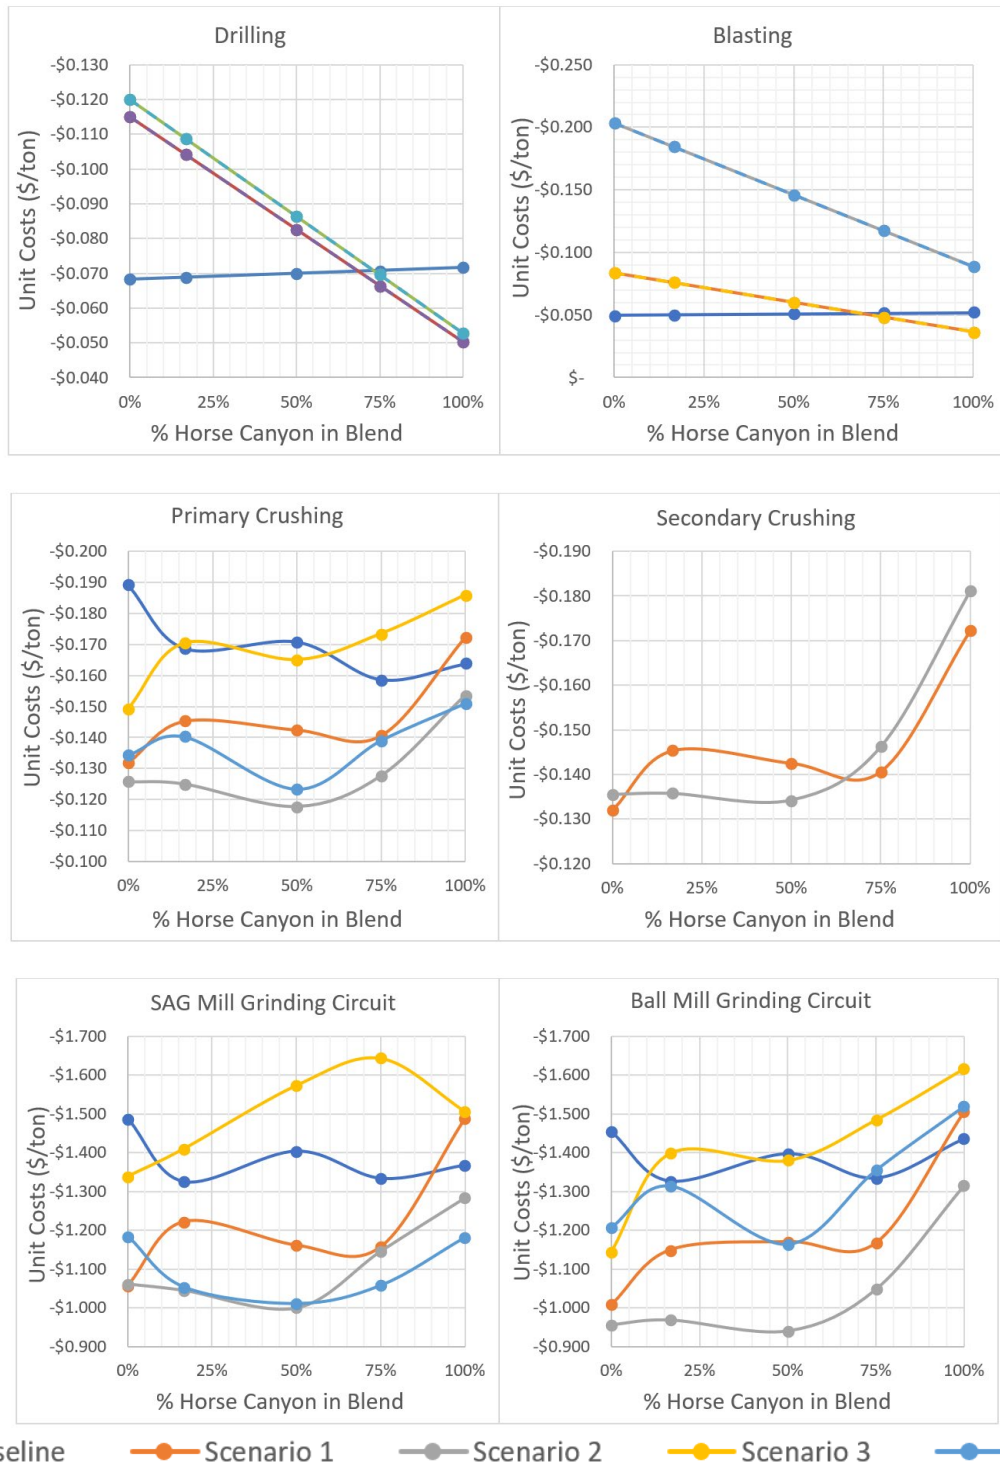 Drilling
-$0.130
-$0.120
-$0.110
-$0.100
-$0.090
-$0.080
-$0.070
-$0.060
-$0.050
-$0.040
Unit Costs ($/ton)
0% 25% 50% 75% 100%
% Horse Canyon in Blend
Blasting
-$0.250
-$0.200
-$0.150
-$0.100
-$0.050
$-
Unit Costs ($/ton)
0% 25% 50% 75% 100%
% Horse Canyon in Blend
Primary Crushing
-$0.200
-$0.190
-$0.180
-$0.170
-$0.160
-$0.150
-$0.140
-$0.130
-$0.120
-$0.110
-$0.100
Unit Costs ($/ton)
0% 25% 50% 75% 100%
% Horse Canyon in Blend
Secondary Crushing
-$0.190
-$0.180
-$0.170
-$0.160
-$0.150
-$0.140
-$0.130
-$0.120
Unit Costs ($/ton)
0% 25% 50% 75% 100%
% Horse Canyon in Blend
SAG Mill Grinding Circuit
-$1.700
-$1.600
-$1.500
-$1.400
-$1.300
-$1.200
-$1.100
-$1.000
-$0.900
Unit Costs ($/ton)
0% 25% 50% 75% 100%
% Horse Canyon in Blend
Ball Mill Grinding Circuit
-$1.700
-$1.600
-$1.500
-$1.400
-$1.300
-$1.200
-$1.100
-$1.000
-$0.900
Unit Costs ($/ton)
0% 25% 50% 75% 100%
% Horse Canyon in Blend
seline Scenario 1 Scenario 2 Scenario 3